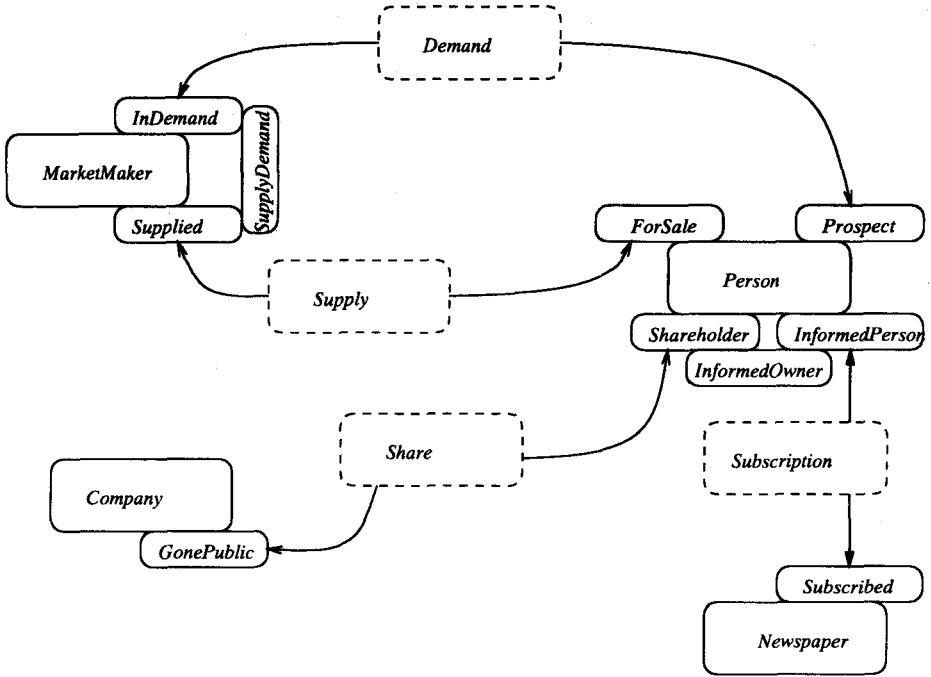 Demand
InDemand
SupplyDemand
MarketMaker
Supplied
ForSale
Prospect
Person
Supply
Shareholder
InformedPerson
InformedOwner
Share
Subscription
Company
GonePublic
Subscribed
Newspaper